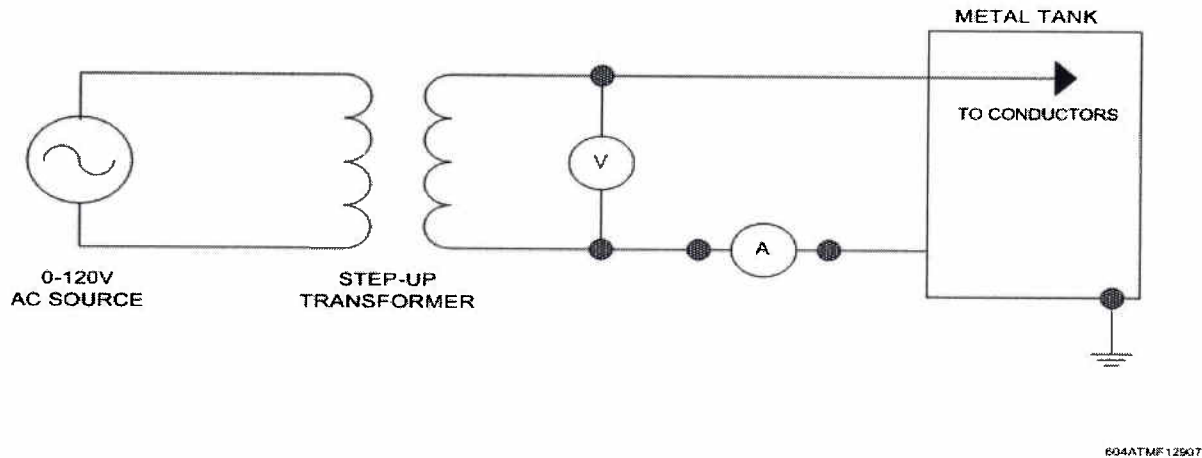 METAL TANK
TO CONDUCTORS
V
A
0-120V
AC SOURCE
STEP-UP
TRANSFORMER
604ATMF12907